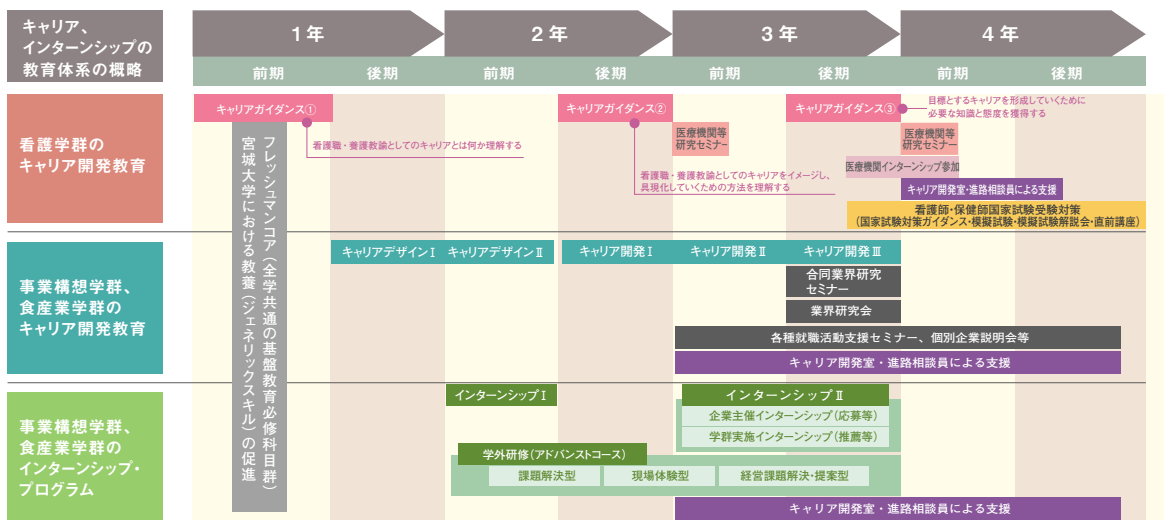 キャリア、
インターンシップの
教育体系の概略
1年
2年
3年
4年
前期
後期
前期
後期
前期
後期
前期
後期
看護学群の
キャリア開発教育
キャリアガイダンス①
キャリアガイダンス②
キャリアガイダンス③
目標とするキャリアを形成していくために
必要な知識と態度を獲得する
看護職・養護教諭としてのキャリアとは何か理解する
医療機関等
研究セミナー
医療機関等
研究セミナー
医療機関インターンシップ参加
看護職・養護教諭としてのキャリアをイメージし、
具現化していくための方法を理解する
キャリア開発室・進路相談員による支援
看護師・保健師国家試験受験対策
(国家試験対策ガイダンス・模擬試験・模擬試験解説会・直前講座)
フレッシュマンコア(全学共通の基盤教育必修科目群)
宮城大学における教養(ジェネリックスキル)の促進
事業構想学群、
食産業学群の
キャリア開発教育
キャリアデザインⅠ
キャリアデザインⅡ
キャリア開発Ⅰ
キャリア開発Ⅱ
キャリア開発Ⅲ
合同業界研究
セミナー
業界研究会
各種就職活動支援セミナー、個別企業説明会等
キャリア開発室・進路相談員による支援
事業構想学群、
食産業学群の
インターンシップ・
プログラム
インターンシップⅠ
インターンシップⅡ
企業主催インターンシップ(応募等)
学群実施インターンシップ(推薦等)
学外研修(アドバンストコース)
課題解決型
現場体験型
経営課題解決・提案型
キャリア開発室・進路相談員による支援